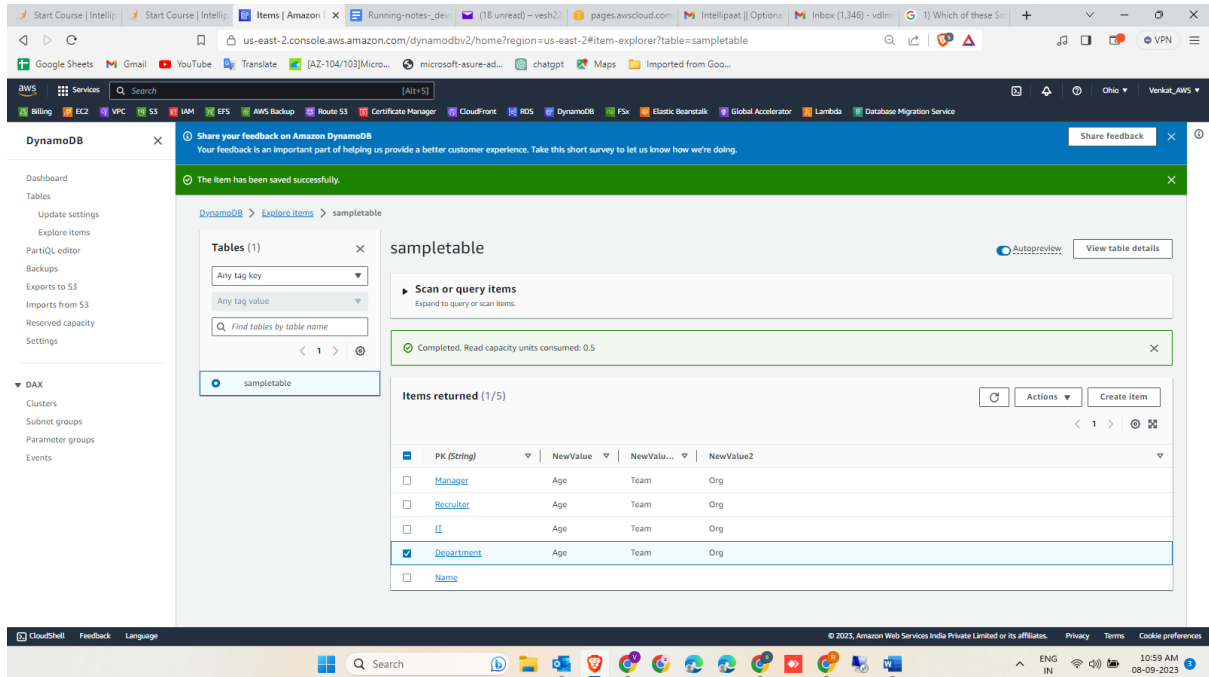 Start Course | Intellip
Start Course | Intellip
Items | Amazon
Running-notes-_dev
(18 unread) – vesh22
pages.awscloud.com
Intellipaat || Optiona
Inbox (1,346) - vdlm
1) Which of these So
us-east-2.console.aws.amazon.com/dynamodbv2/home?region=us-east-2#item-explorer?table=sampletable
VPN
Google Sheets
Gmail
YouTube
Translate
[AZ-104/103]Micro...
microsoft-asure-ad...
chatgpt
Maps
Imported from Goo...
aws
Services
Search
[Alt+S]
Ohio
Venkat_AWS
Billing
EC2
VPC
S3
IAM
EFS
AWS Backup
Route 53
Certificate Manager
CloudFront
RDS
DynamoDB
FSx
Elastic Beanstalk
Global Accelerator
Lambda
Database Migration Service
DynamoDB
Dashboard
Tables
Update settings
Explore items
PartiQL editor
Backups
Exports to S3
Imports from S3
Reserved capacity
Settings
DAX
Clusters
Subnet groups
Parameter groups
Events
Share your feedback on Amazon DynamoDB
Your feedback is an important part of helping us provide a better customer experience. Take this short survey to let us know how we're doing.
Share feedback
The item has been saved successfully.
DynamoDB > Explore items > sampletable
Tables (1)
Any tag key
Any tag value
Find tables by table name
1
sampletable
sampletable
Autopreview
View table details
Scan or query items
Expand to query or scan items.
Completed. Read capacity units consumed: 0.5
Items returned (1/5)
Actions
Create item
1
PK (String) NewValue NewValu... NewValue2
Manager Age Team Org
Recruiter Age Team Org
IT Age Team Org
Department Age Team Org
Name
CloudShell Feedback Language
© 2023, Amazon Web Services India Private Limited or its affiliates. Privacy Terms Cookie preferences
Search
ENG
IN
10:59 AM
08-09-2023
3